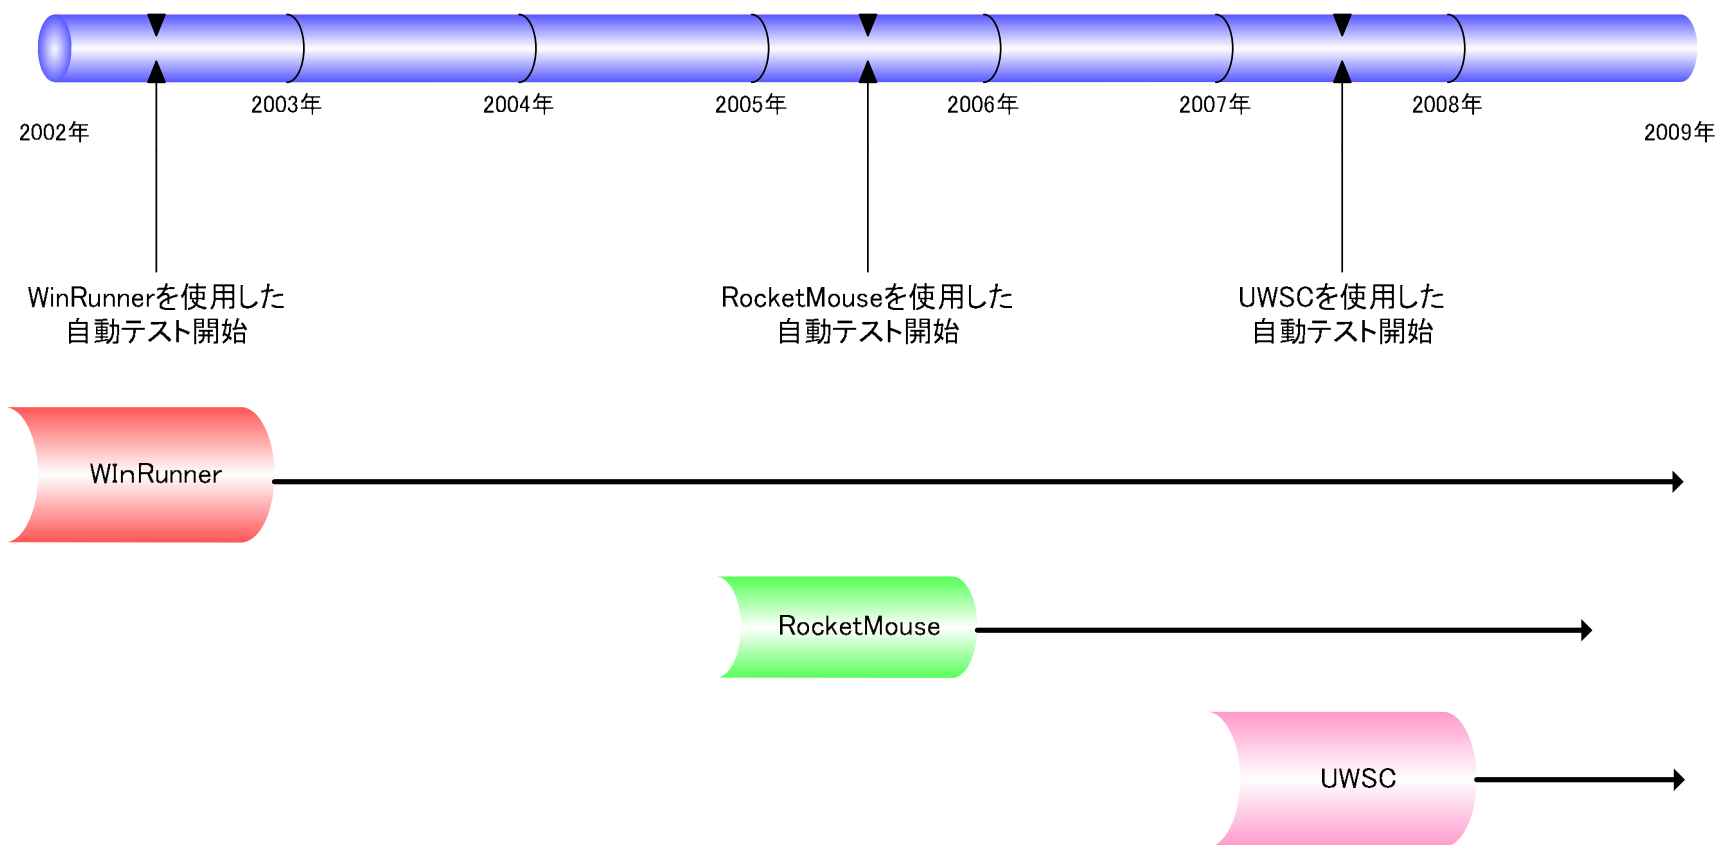 2002年
2003年
2004年
2005年
2006年
2007年
2008年
2009年
WinRunnerを使用した
自動テスト開始
RocketMouseを使用した
自動テスト開始
UWSCを使用した
自動テスト開始
WInRunner
RocketMouse
UWSC